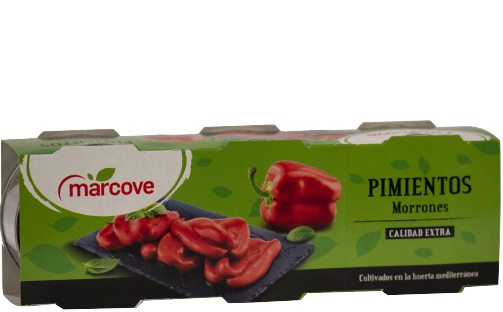 marcove
PIMIENTOS
Morrones
CALIDAD EXTRA
Cultivados en la huerta mediterránea